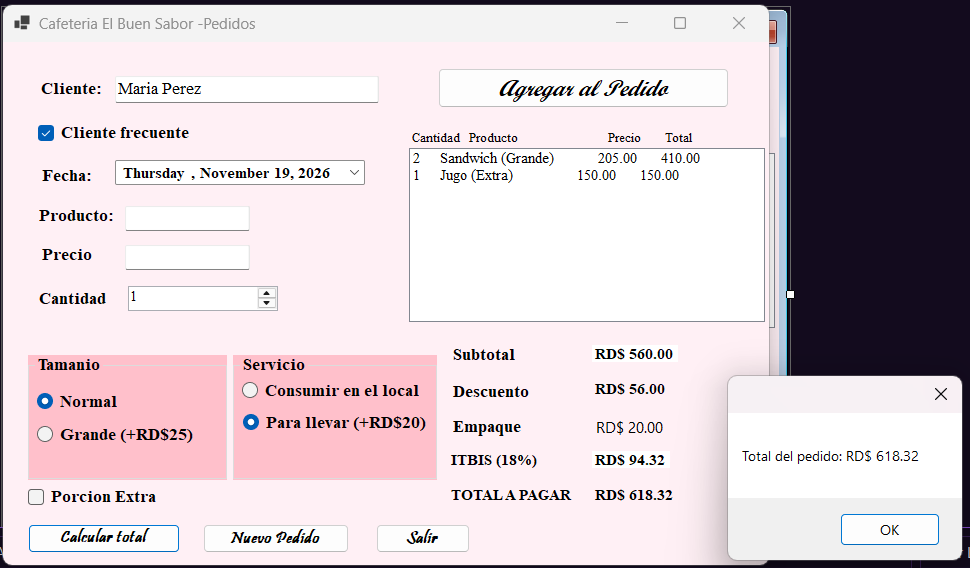 Cafeteria El Buen Sabor -Pedidos
Cliente: Maria Perez
Agregar al Pedido
Cliente frecuente
Cantidad Producto Precio Total
2 Sandwich (Grande) 205.00 410.00
1 Jugo (Extra) 150.00 150.00
Fecha: Thursday , November 19, 2026
Producto:
Precio
Cantidad 1
Tamanio
Normal
Grande (+RD$25)
Servicio
Consumir en el local
Para llevar (+RD$20)
Porcion Extra
Subtotal RD$ 560.00
Descuento RD$ 56.00
Empaque RD$ 20.00
ITBIS (18%) RD$ 94.32
TOTAL A PAGAR RD$ 618.32
Calcular total
Nuevo Pedido
Salir
Total del pedido: RD$ 618.32
OK